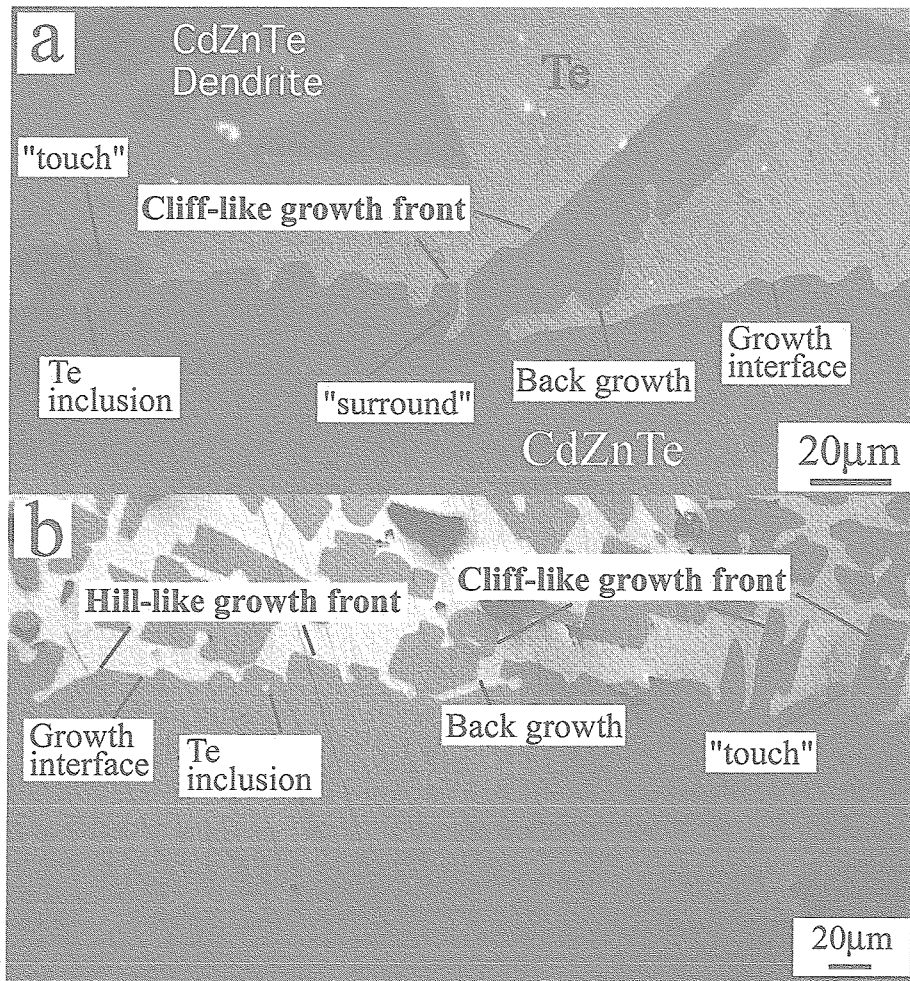 a
CdZnTe
Dendrite
Te
"touch"
Cliff-like growth front
Te
inclusion
"surround"
Back growth
Growth
interface
CdZnTe
20μm
b
Hill-like growth front
Cliff-like growth front
Growth
interface
Te
inclusion
Back growth
"touch"
20μm